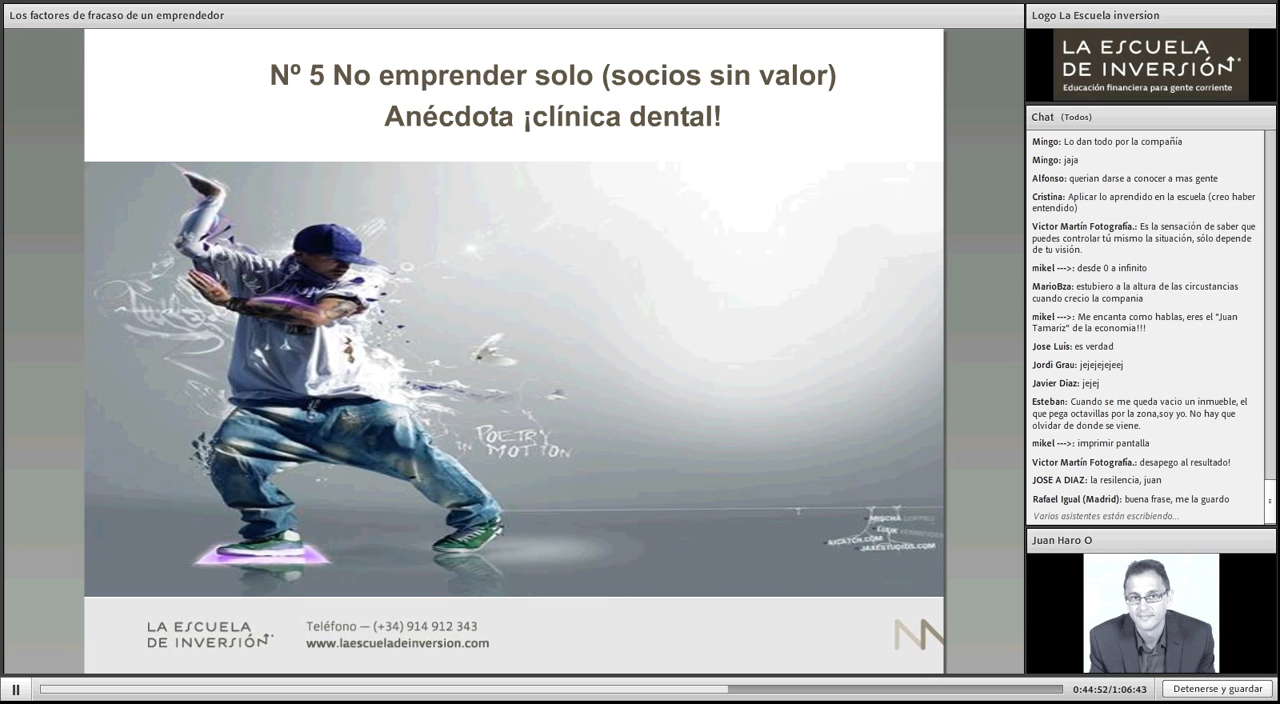 Los factores de fracaso de un emprendedor
Nº 5 No emprender solo (socios sin valor)
Anécdota ¡clínica dental!
POETRY
MOTION
MISCHA
JAXESTUDIOS.COM
LA ESCUELA
DE INVERSIÓN
Teléfono — (+34) 914 912 343
www.laescueladeinversion.com
Logo La Escuela inversion
LA ESCUELA
DE INVERSIÓN
Educación financiera para gente corriente
Chat (Todos)
Mingo: Lo dan todo por la compañía
Mingo: jaja
Alfonso: querian darse a conocer a mas gente
Cristina: Aplicar lo aprendido en la escuela (creo haber
entendido)
Victor Martín Fotografía.: Es la sensación de saber que
puedes controlar tú mismo la situación, sólo depende
de tu visión.
mikel --->: desde 0 a infinito
MarioBza: estubiero a la altura de las circustancias
cuando crecio la compania
mikel --->: Me encanta como hablas, eres el "Juan
Tamariz" de la economia!!!
Jose Luís: es verdad
Jordi Grau: jejejejejeej
Javier Diaz: jejej
Esteban: Cuando se me queda vacio un inmueble, el
que pega octavillas por la zona,soy yo. No hay que
olvidar de donde se viene.
mikel --->: imprimir pantalla
Victor Martín Fotografía.: desapego al resultado!
JOSE A DIAZ: la resilencia, juan
Rafael Igual (Madrid): buena frase, me la guardo
Varios asistentes están escribiendo...
Juan Haro O
0:44:52/1:06:43
Detenerse y guardar